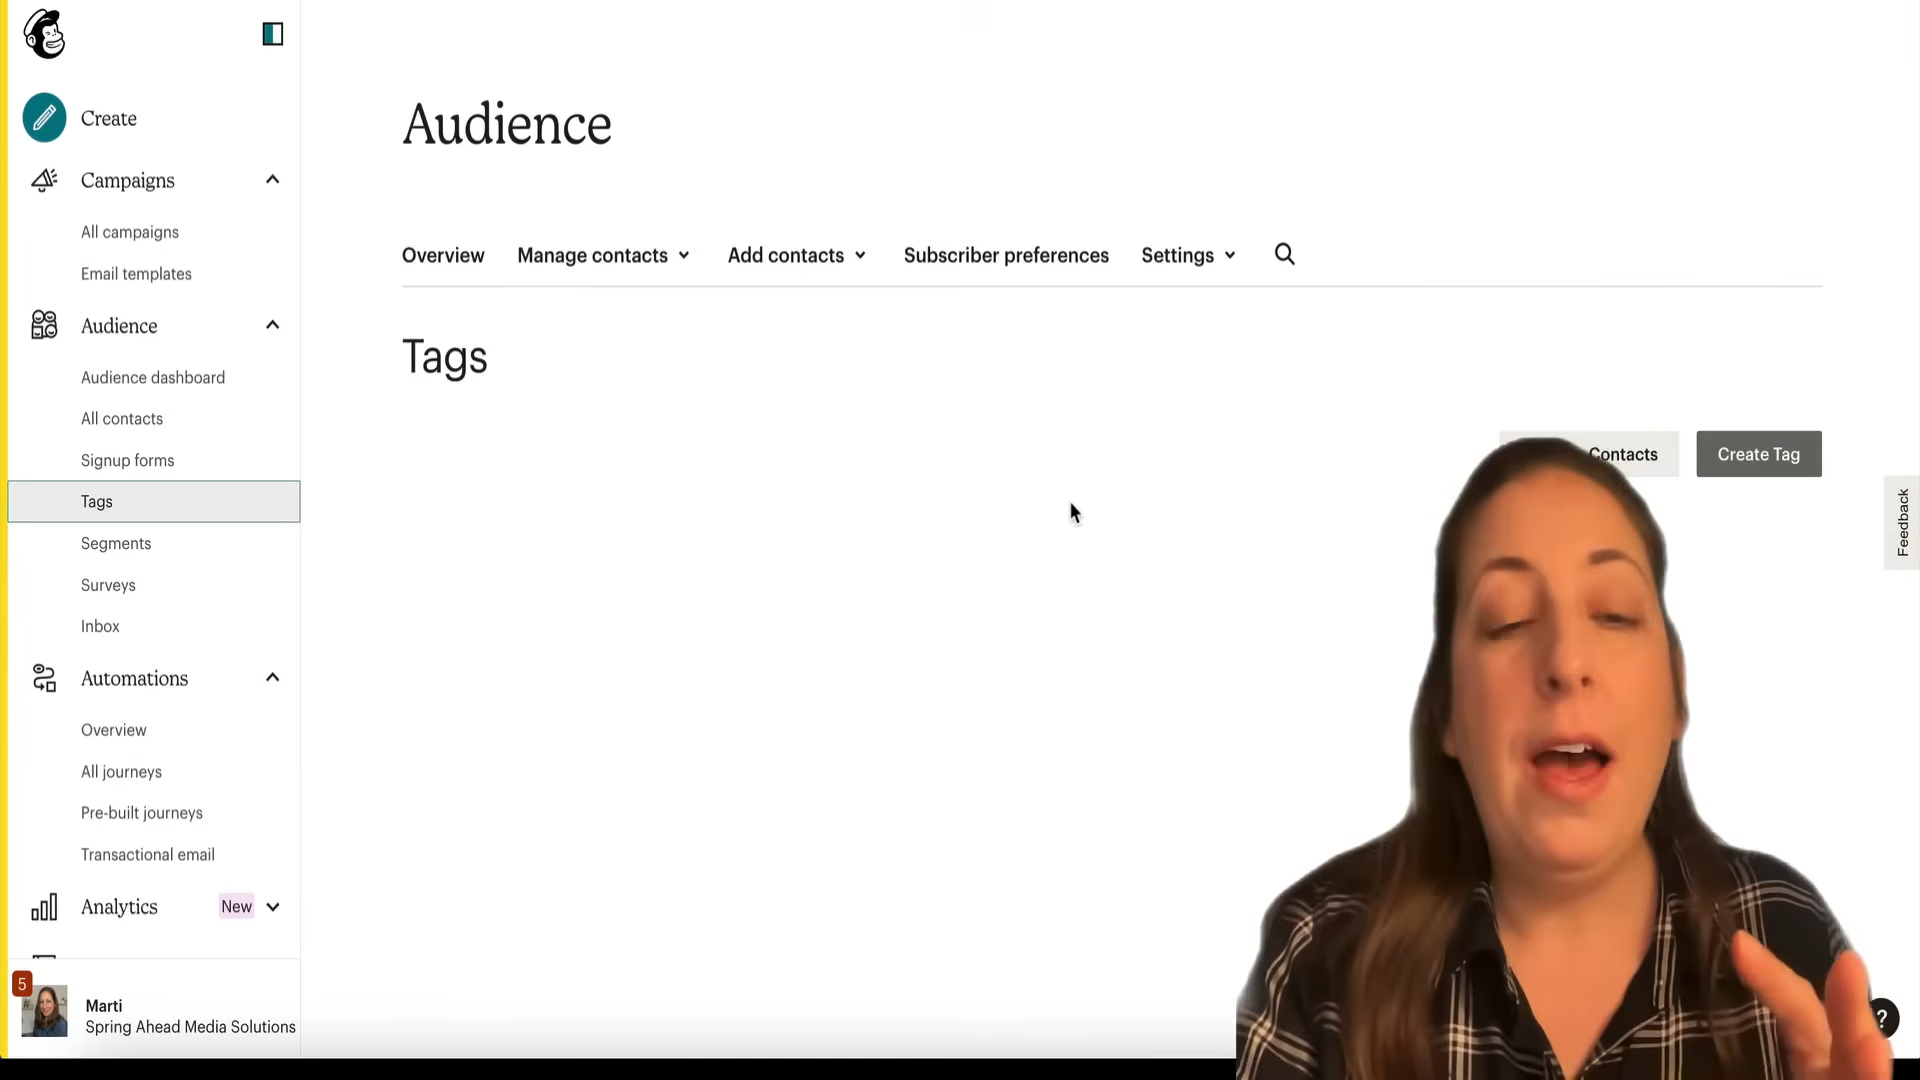 Create
Campaigns
All campaigns
Email templates
Audience
Audience dashboard
All contacts
Signup forms
Tags
Segments
Surveys
Inbox
Automations
Overview
All journeys
Pre-built journeys
Transactional email
Analytics New
5
Marti
Spring Ahead Media Solutions
Audience
Overview Manage contacts Add contacts Subscriber preferences Settings
Tags
Contacts Create Tag
Feedback
?